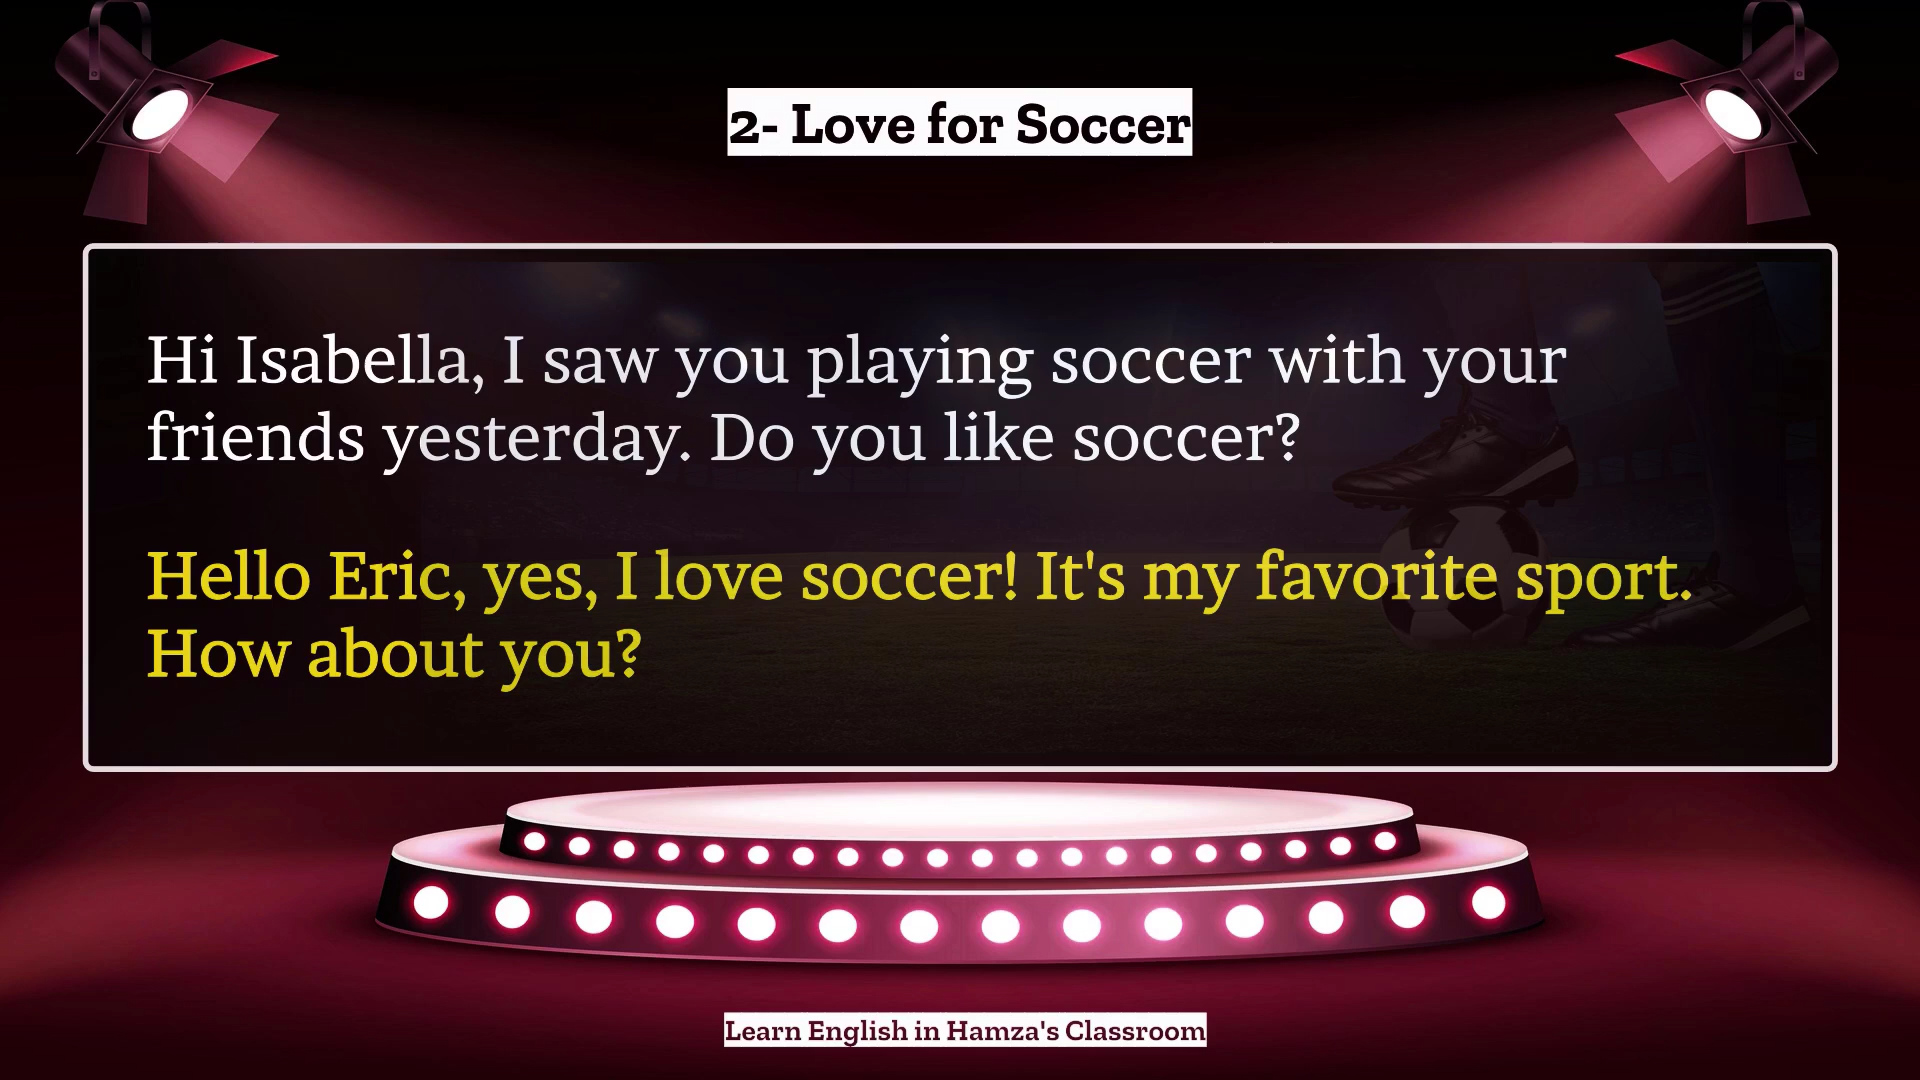 2- Love for Soccer
Hi Isabella, I saw you playing soccer with your
friends yesterday. Do you like soccer?
Hello Eric, yes, I love soccer! It's my favorite sport.
How about you?
Learn English in Hamza's Classroom